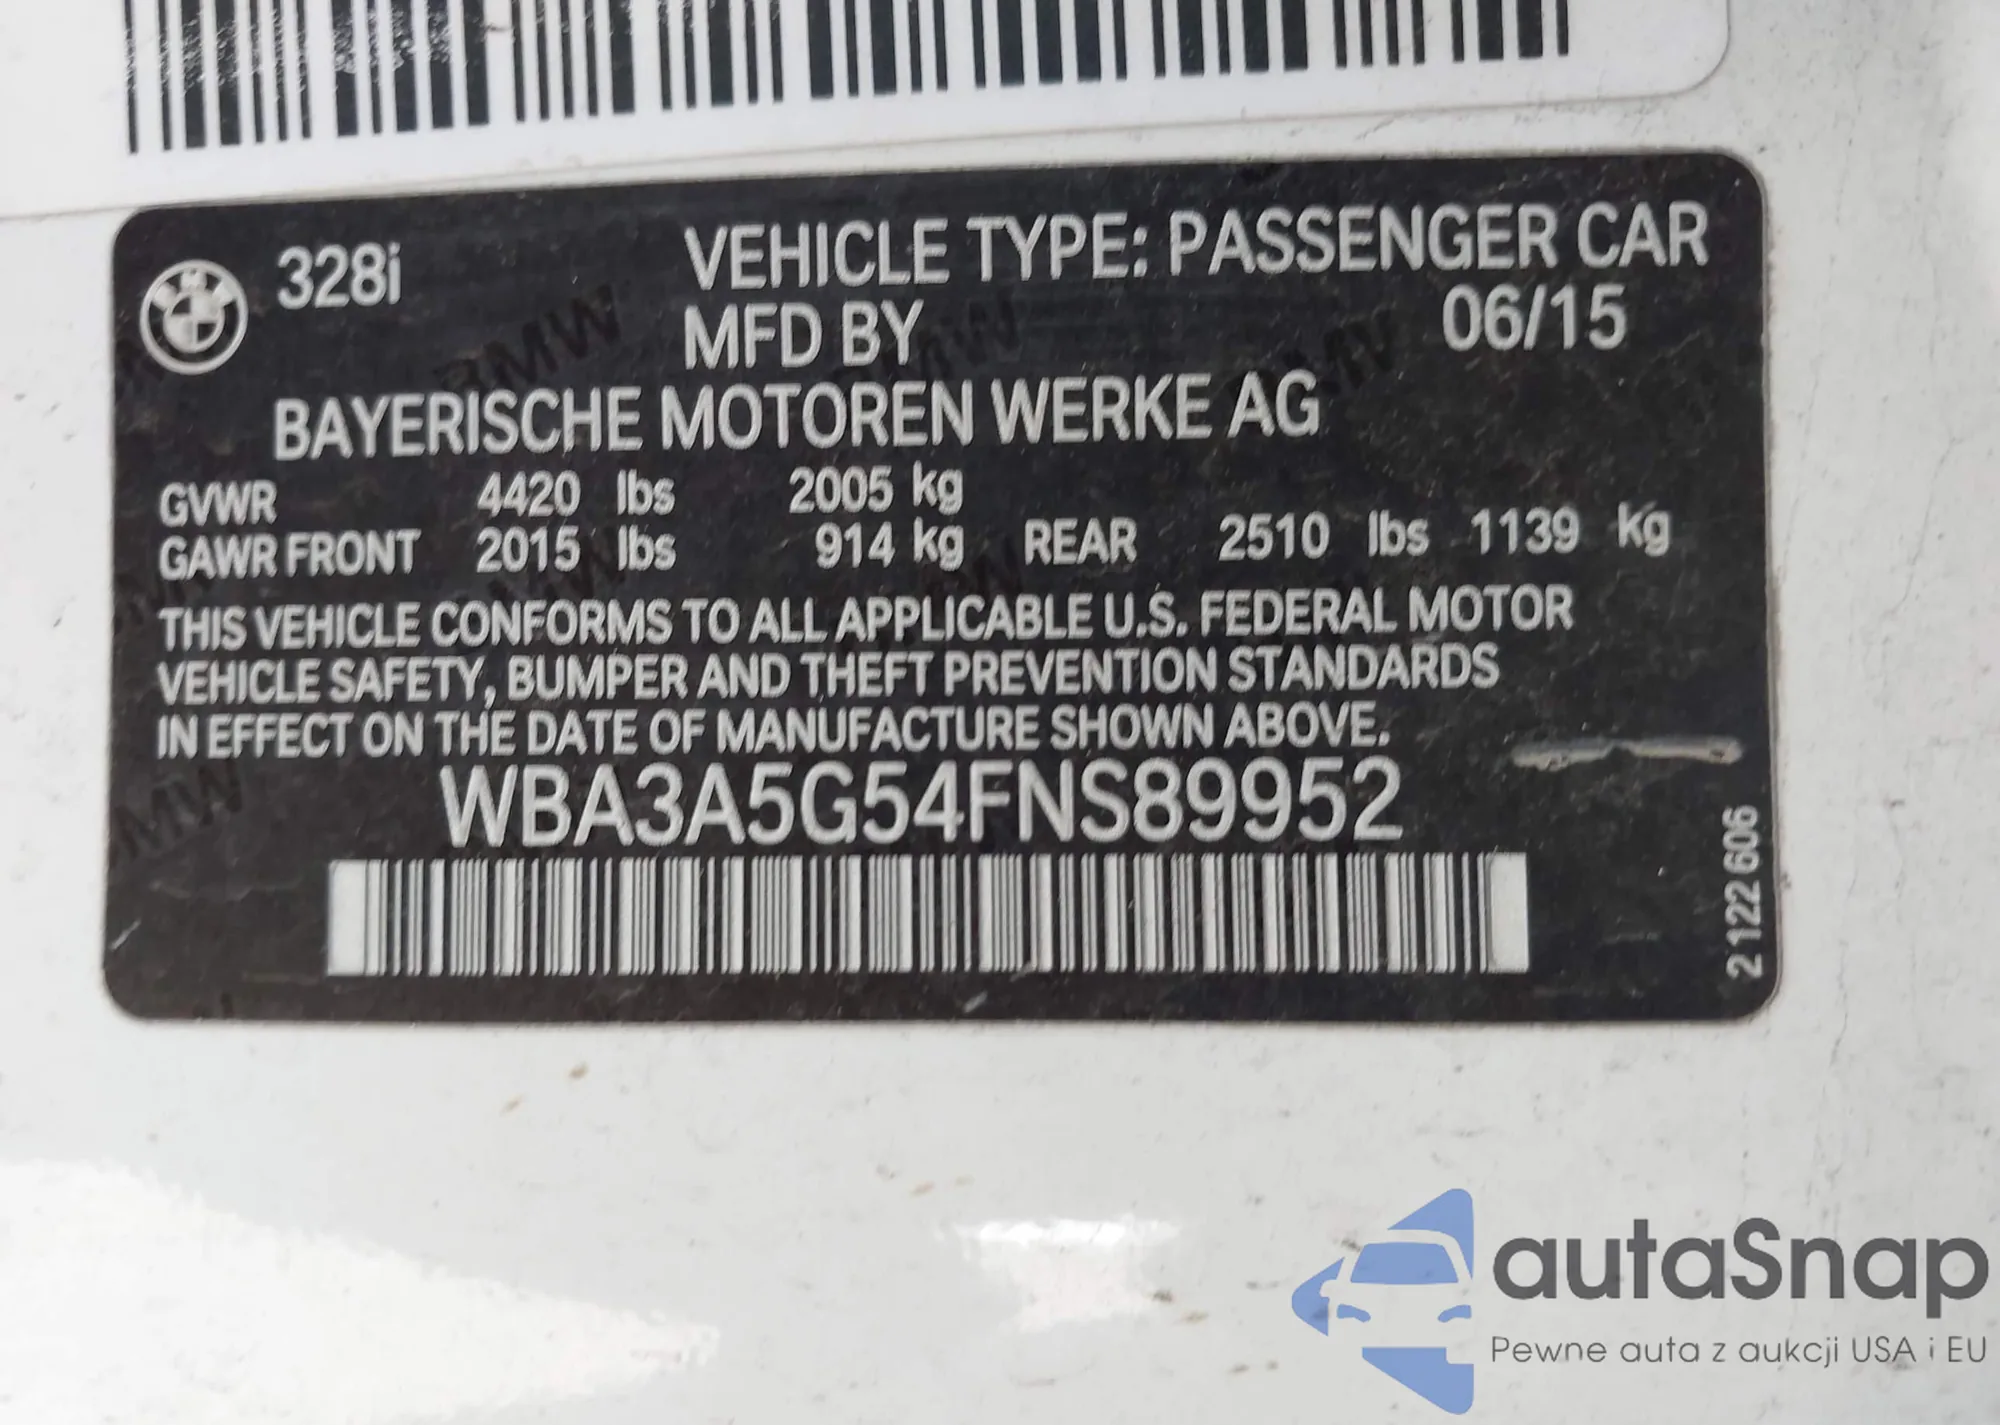 328i VEHICLE TYPE: PASSENGER CAR
MFD BY 06/15
BAYERISCHE MOTOREN WERKE AG
GVWR 4420 lbs 2005 kg
GAWR FRONT 2015 lbs 914 kg REAR 2510 lbs 1139 kg
THIS VEHICLE CONFORMS TO ALL APPLICABLE U.S. FEDERAL MOTOR
VEHICLE SAFETY, BUMPER AND THEFT PREVENTION STANDARDS
IN EFFECT ON THE DATE OF MANUFACTURE SHOWN ABOVE.
WBA3A5G54FNS89952
2122606
autaSnap
Pewne auta z aukcji USA i EU